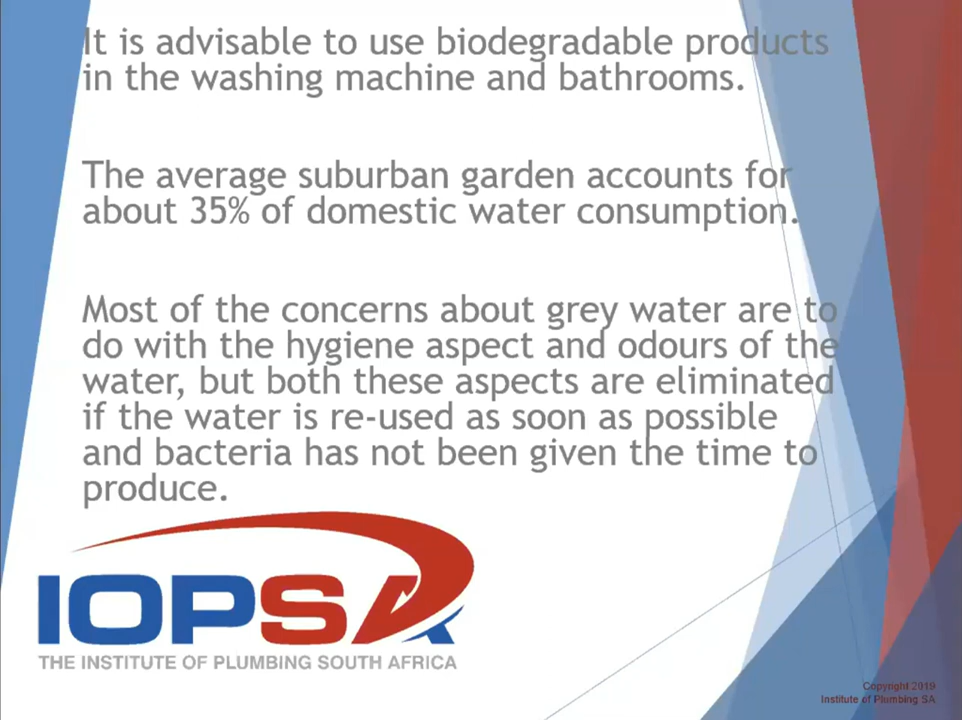 It is advisable to use biodegradable products
in the washing machine and bathrooms.
The average suburban garden accounts for
about 35% of domestic water consumption.
Most of the concerns about grey water are to
do with the hygiene aspect and odours of the
water, but both these aspects are eliminated
if the water is re-used as soon as possible
and bacteria has not been given the time to
produce.
IOPSA
THE INSTITUTE OF PLUMBING SOUTH AFRICA
Copyright 2019
Institute of Plumbing SA